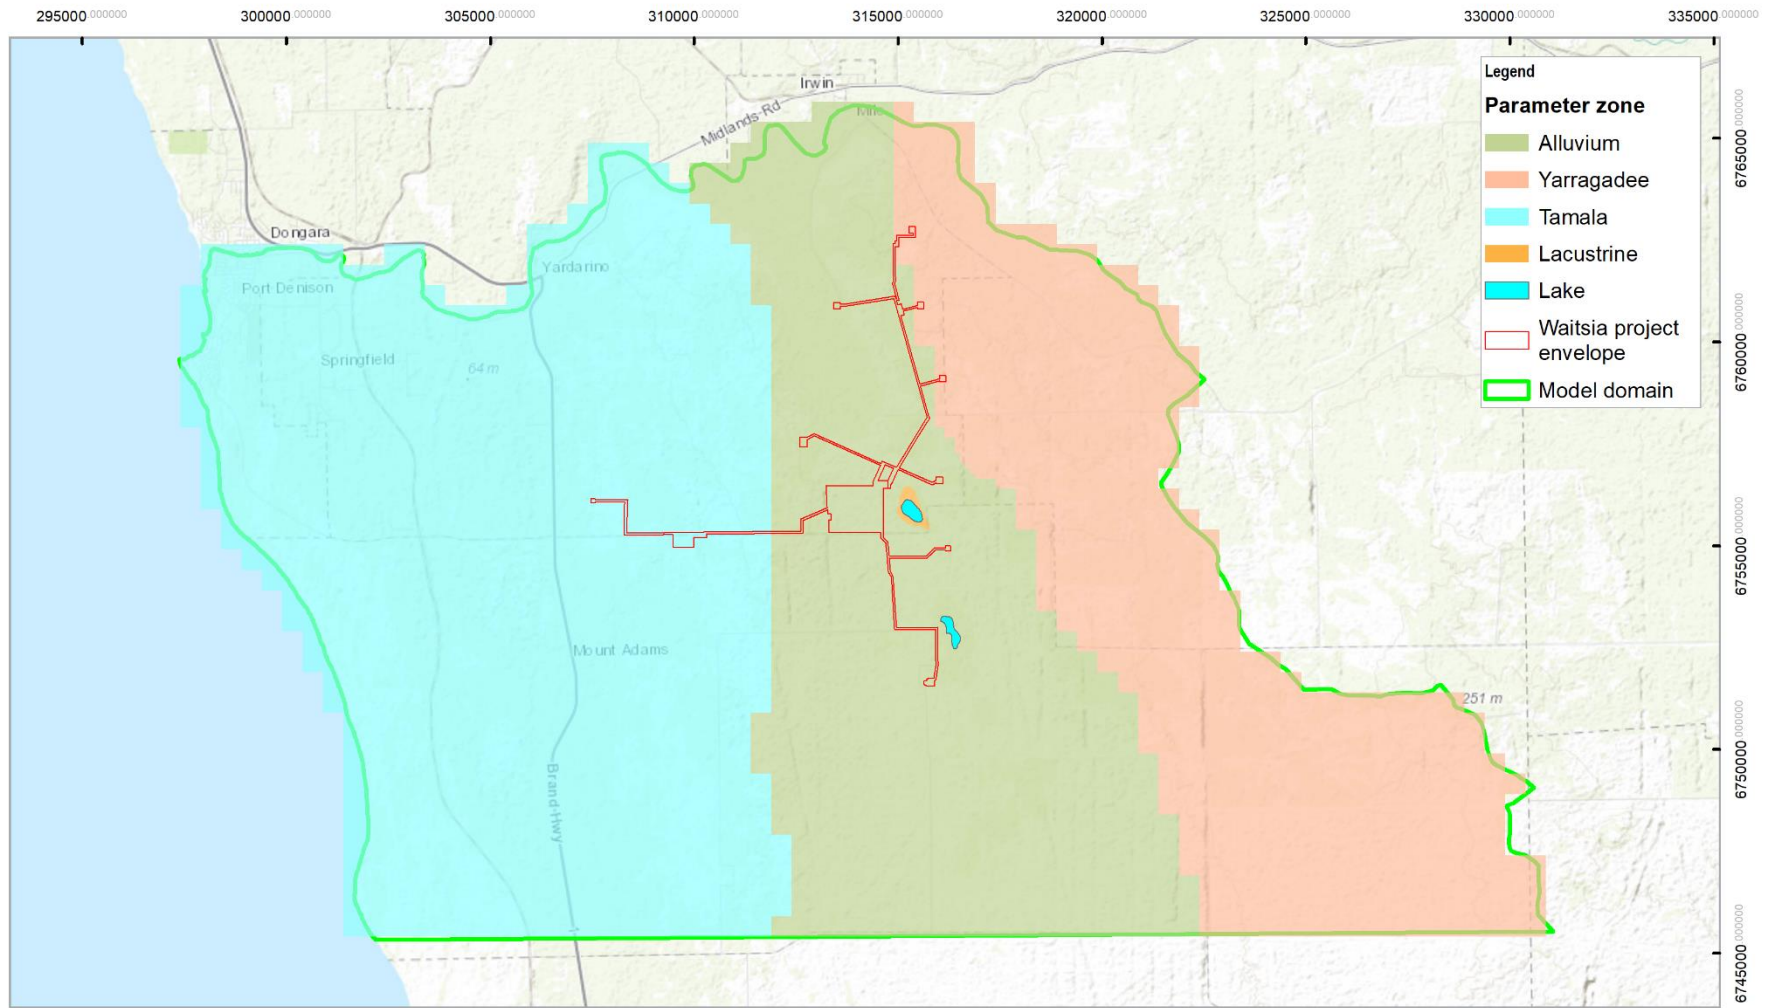 295000.000000 300000.000000 305000.000000 310000.000000 315000.000000 320000.000000 325000.000000 330000.000000 335000.000000
Irwin
Midlands-Rd
Dongara
Port Denison
Yardarino
Springfield
64 m
Mount Adams
Brand-Hwy
251 m
Legend
Parameter zone
Alluvium
Yarragadee
Tamala
Lacustrine
Lake
Waitsia project
envelope
Model domain
6765000.000000
6760000.000000
6755000.000000
6750000.000000
6745000.000000